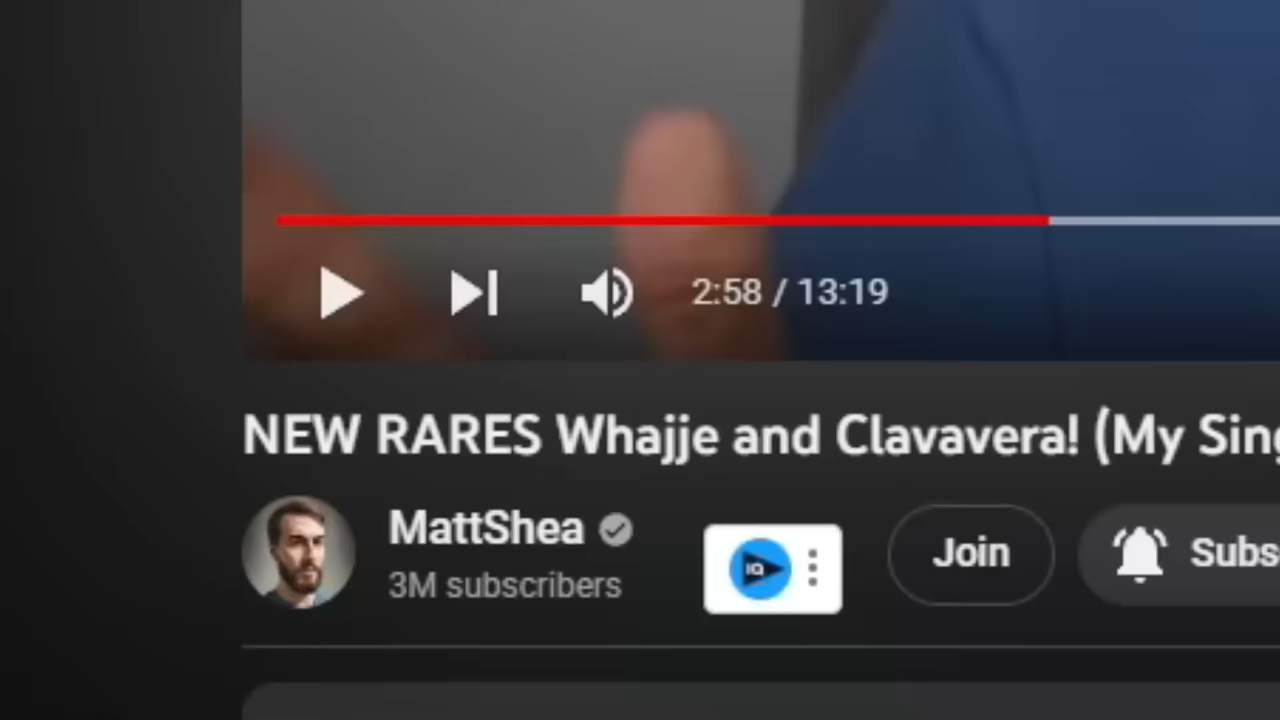 2:58 / 13:19
NEW RARES Whajje and Clavavera! (My Sing
MattShea
3M subscribers
IQ
Join
Subs